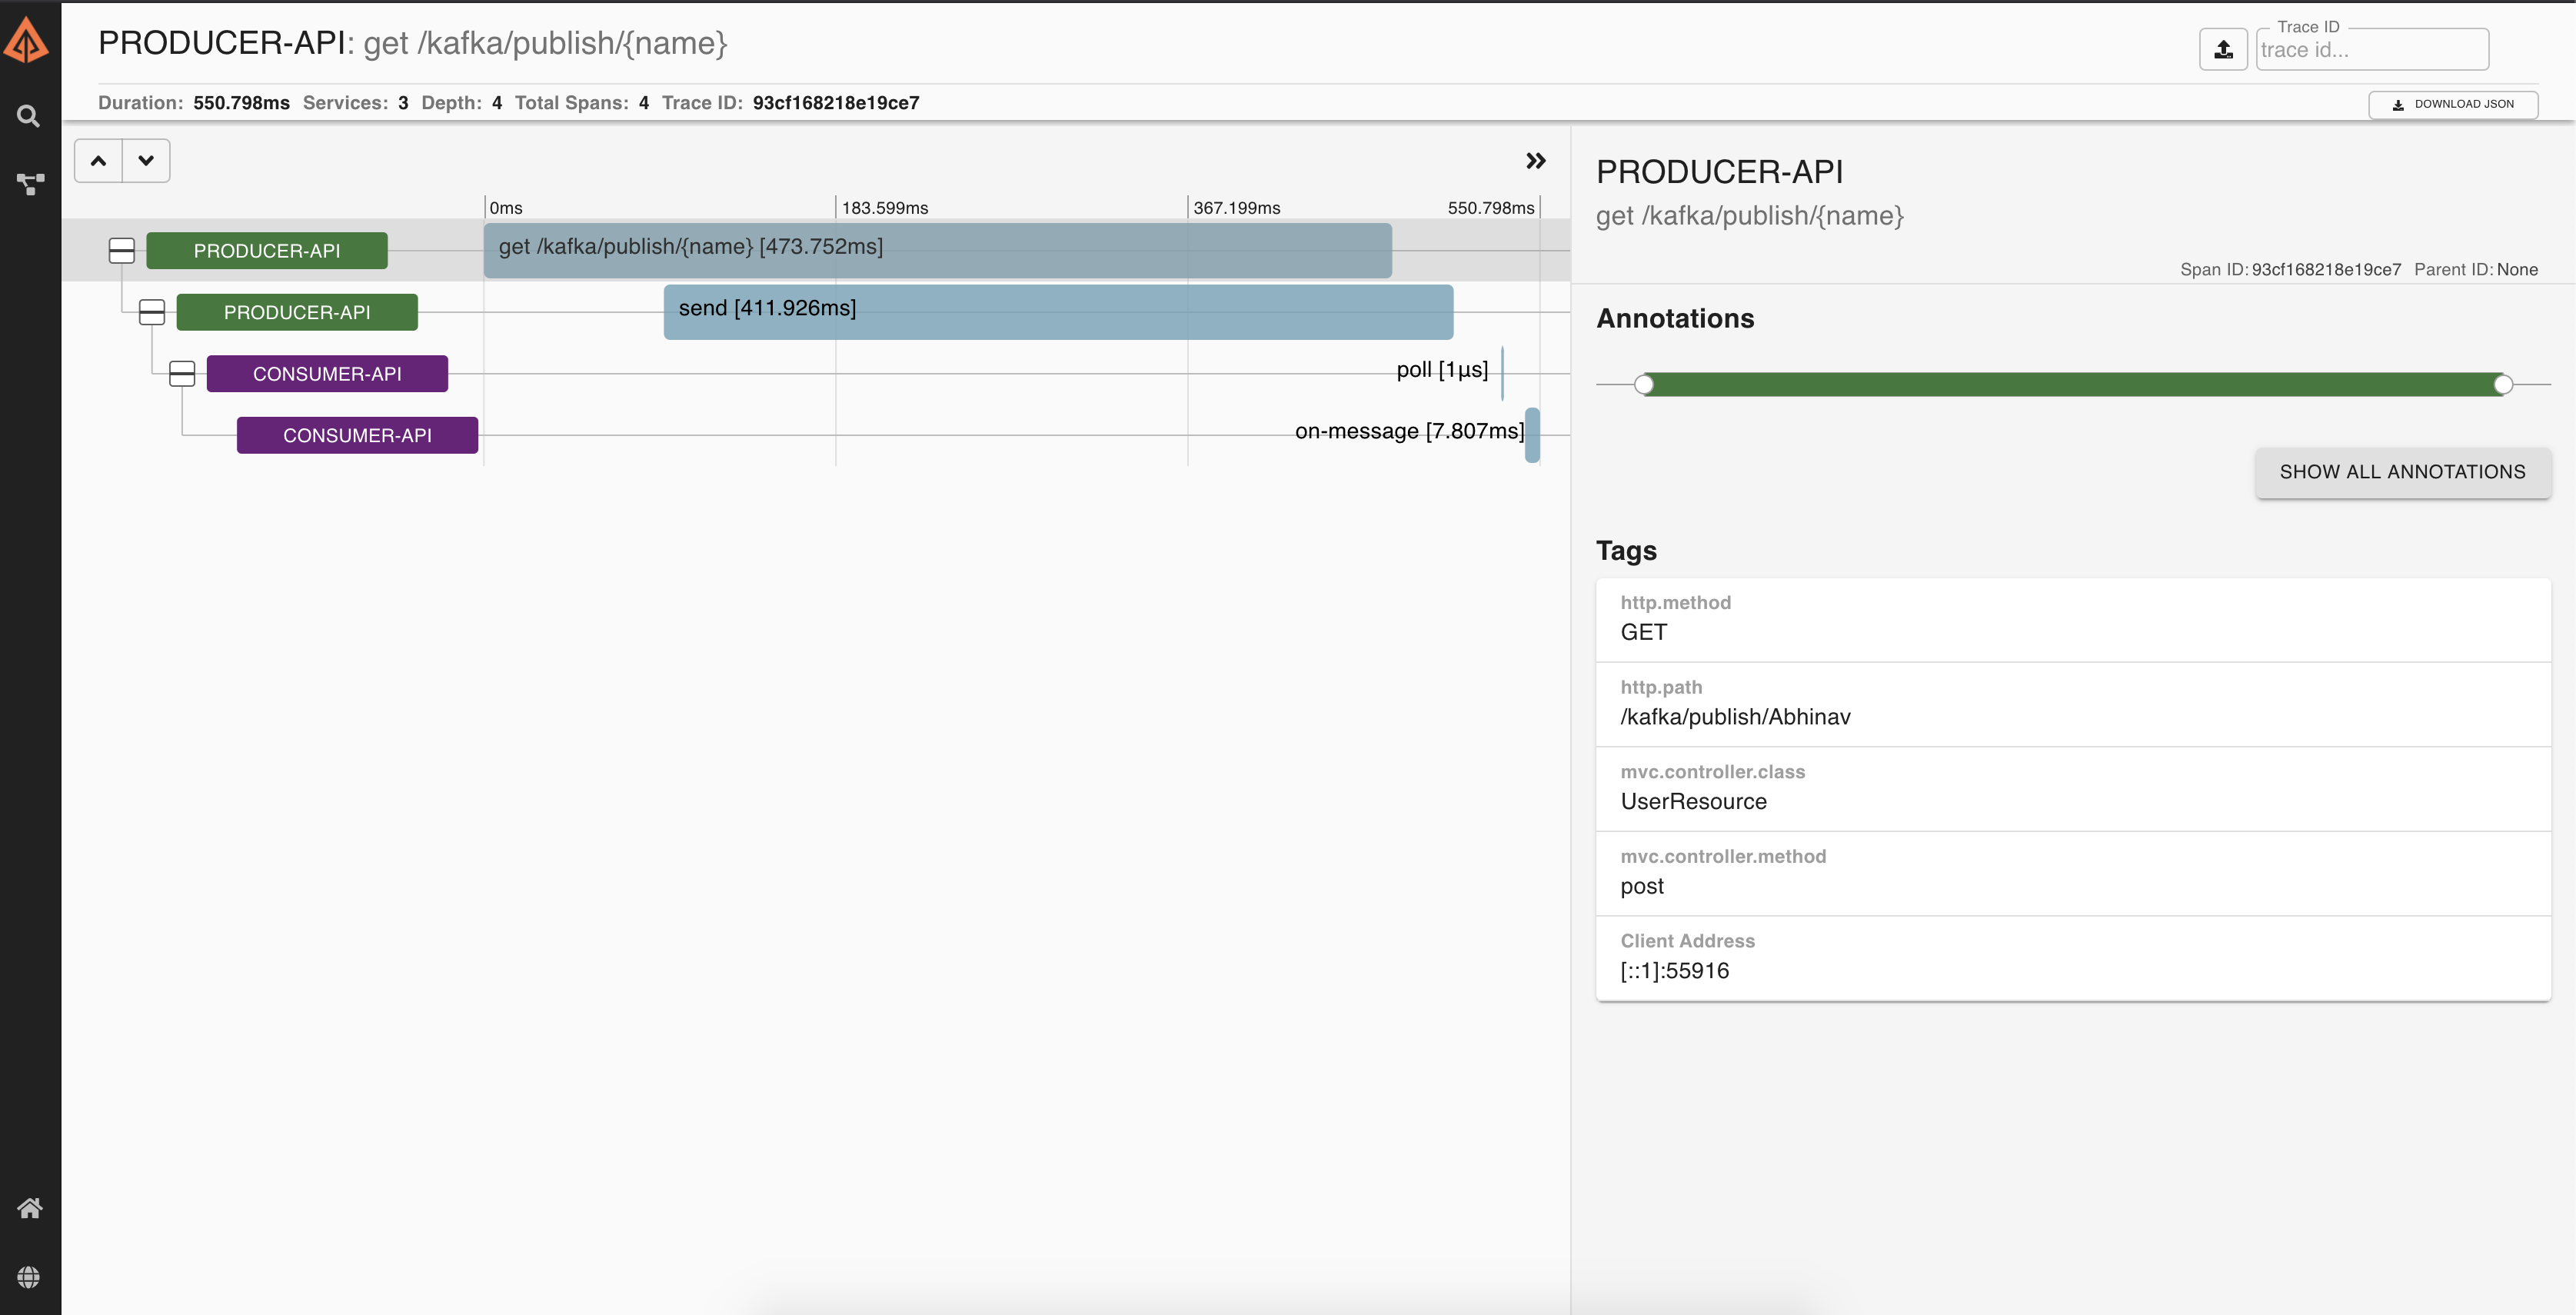 PRODUCER-API: get /kafka/publish/{name}
Trace ID
trace id...
Duration: 550.798ms Services: 3 Depth: 4 Total Spans: 4 Trace ID: 93cf168218e19ce7
DOWNLOAD JSON
0ms 183.599ms 367.199ms 550.798ms
PRODUCER-API get /kafka/publish/{name} [473.752ms]
PRODUCER-API send [411.926ms]
CONSUMER-API poll [1μs]
CONSUMER-API on-message [7.807ms]
PRODUCER-API
get /kafka/publish/{name}
Span ID: 93cf168218e19ce7 Parent ID: None
Annotations
SHOW ALL ANNOTATIONS
Tags
http.method
GET
http.path
/kafka/publish/Abhinav
mvc.controller.class
UserResource
mvc.controller.method
post
Client Address
[::1]:55916